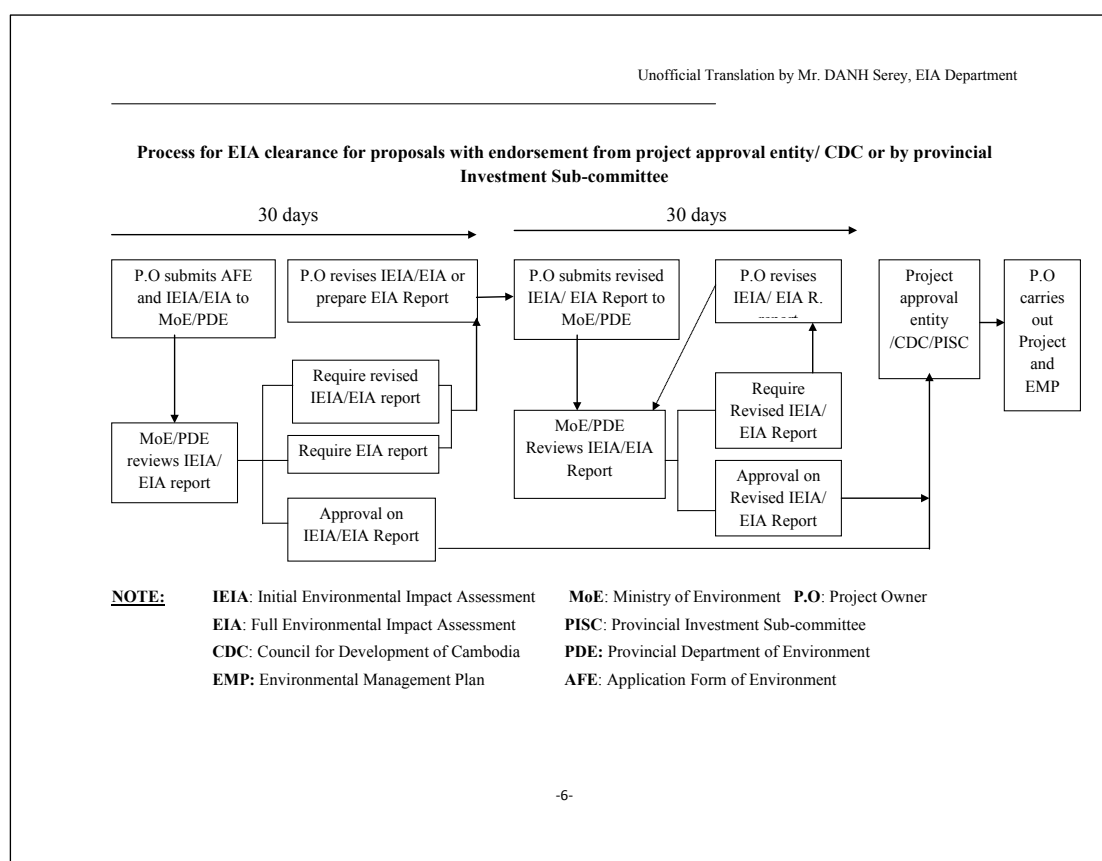 Unofficial Translation by Mr. DANH Serey, EIA Department
Process for EIA clearance for proposals with endorsement from project approval entity/ CDC or by provincial
Investment Sub-committee
30 days
30 days
P.O submits AFE
and IEIA/EIA to
MoE/PDE
P.O revises IEIA/EIA or
prepare EIA Report
P.O submits revised
IEIA/ EIA Report to
MoE/PDE
P.O revises
IEIA/ EIA R.
report
Project
approval
entity
/CDC/PISC
P.O
carries
out
Project
and
EMP
Require revised
IEIA/EIA report
Require EIA report
MoE/PDE
reviews IEIA/
EIA report
Approval on
IEIA/EIA Report
MoE/PDE
Reviews IEIA/EIA
Report
Require
Revised IEIA/
EIA Report
Approval on
Revised IEIA/
EIA Report
NOTE: IEIA: Initial Environmental Impact Assessment MoE: Ministry of Environment P.O: Project Owner
EIA: Full Environmental Impact Assessment PISC: Provincial Investment Sub-committee
CDC: Council for Development of Cambodia PDE: Provincial Department of Environment
EMP: Environmental Management Plan AFE: Application Form of Environment
-6-